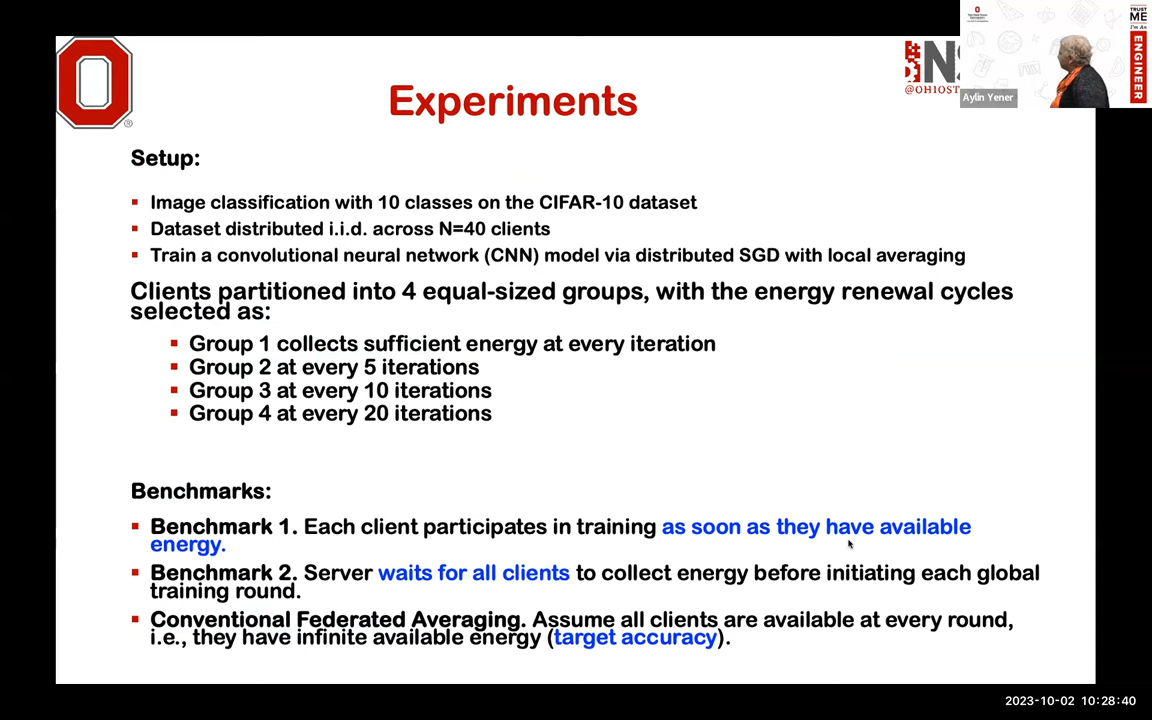 Experiments
Setup:
Image classification with 10 classes on the CIFAR-10 dataset
Dataset distributed i.i.d. across N=40 clients
Train a convolutional neural network (CNN) model via distributed SGD with local averaging
Clients partitioned into 4 equal-sized groups, with the energy renewal cycles
selected as:
Group 1 collects sufficient energy at every iteration
Group 2 at every 5 iterations
Group 3 at every 10 iterations
Group 4 at every 20 iterations
Benchmarks:
Benchmark 1. Each client participates in training as soon as they have available
energy.
Benchmark 2. Server waits for all clients to collect energy before initiating each global
training round.
Conventional Federated Averaging. Assume all clients are available at every round,
i.e., they have infinite available energy (target accuracy).
@OHIOST
TRUST
ME
I'm An
ENGINEER
Aylin Yener
2023-10-02 10:28:40